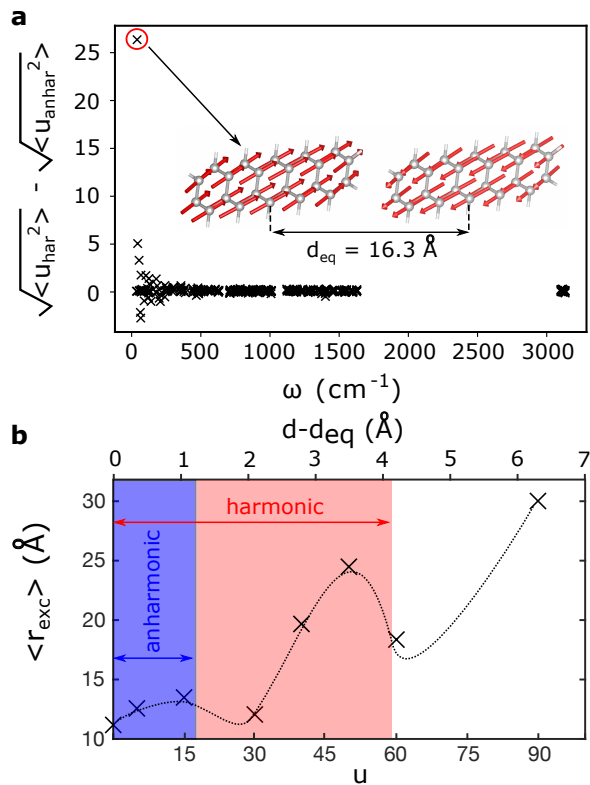 a
√<u_har²> - √<u_anhar²>
25
20
15
10
5
0
d_eq = 16.3 Å
0 500 1000 1500 2000 2500 3000
ω (cm⁻¹)
b
d-d_eq (Å)
0 1 2 3 4 5 6 7
<r_exc> (Å)
30
25
20
15
10
harmonic
anharmonic
15 30 45 60 75 90
u